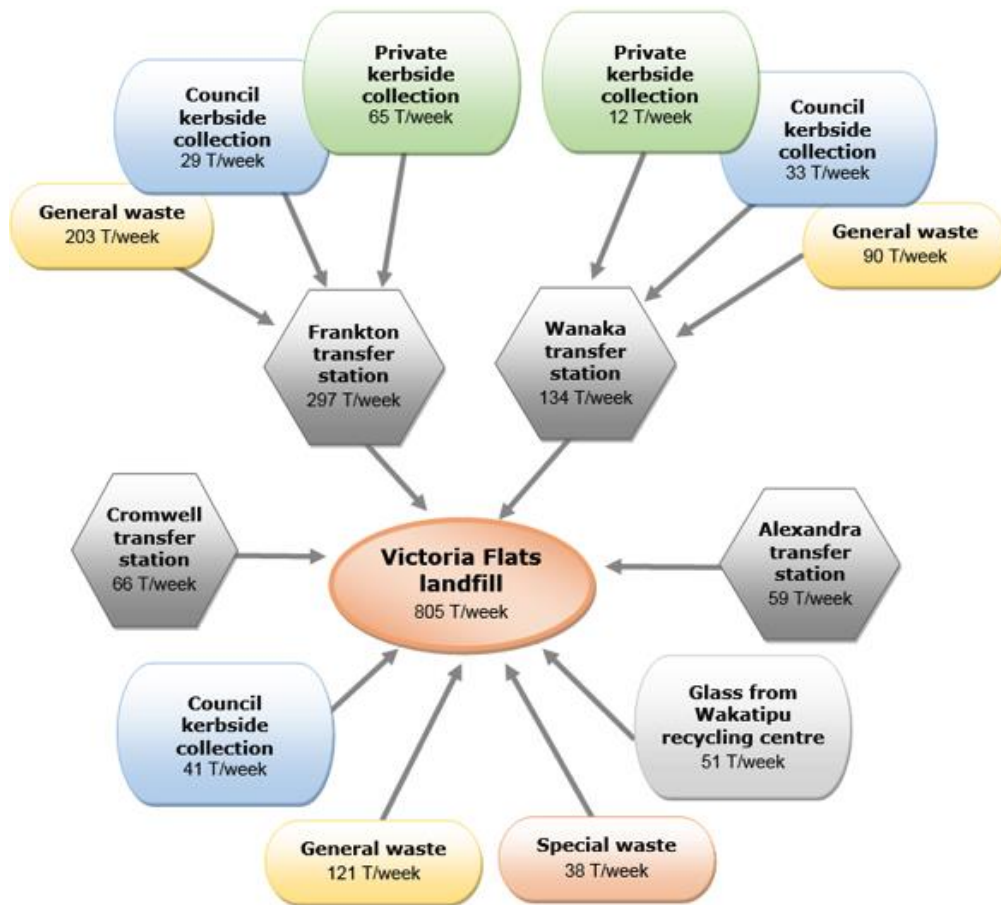 Private
kerbside
collection
65 T/week
Private
kerbside
collection
12 T/week
Council
kerbside
collection
29 T/week
Council
kerbside
collection
33 T/week
General waste
203 T/week
General waste
90 T/week
Frankton
transfer
station
297 T/week
Wanaka
transfer
station
134 T/week
Cromwell
transfer
station
66 T/week
Victoria Flats
landfill
805 T/week
Alexandra
transfer
station
59 T/week
Council
kerbside
collection
41 T/week
Glass from
Wakatipu
recycling centre
51 T/week
General waste
121 T/week
Special waste
38 T/week